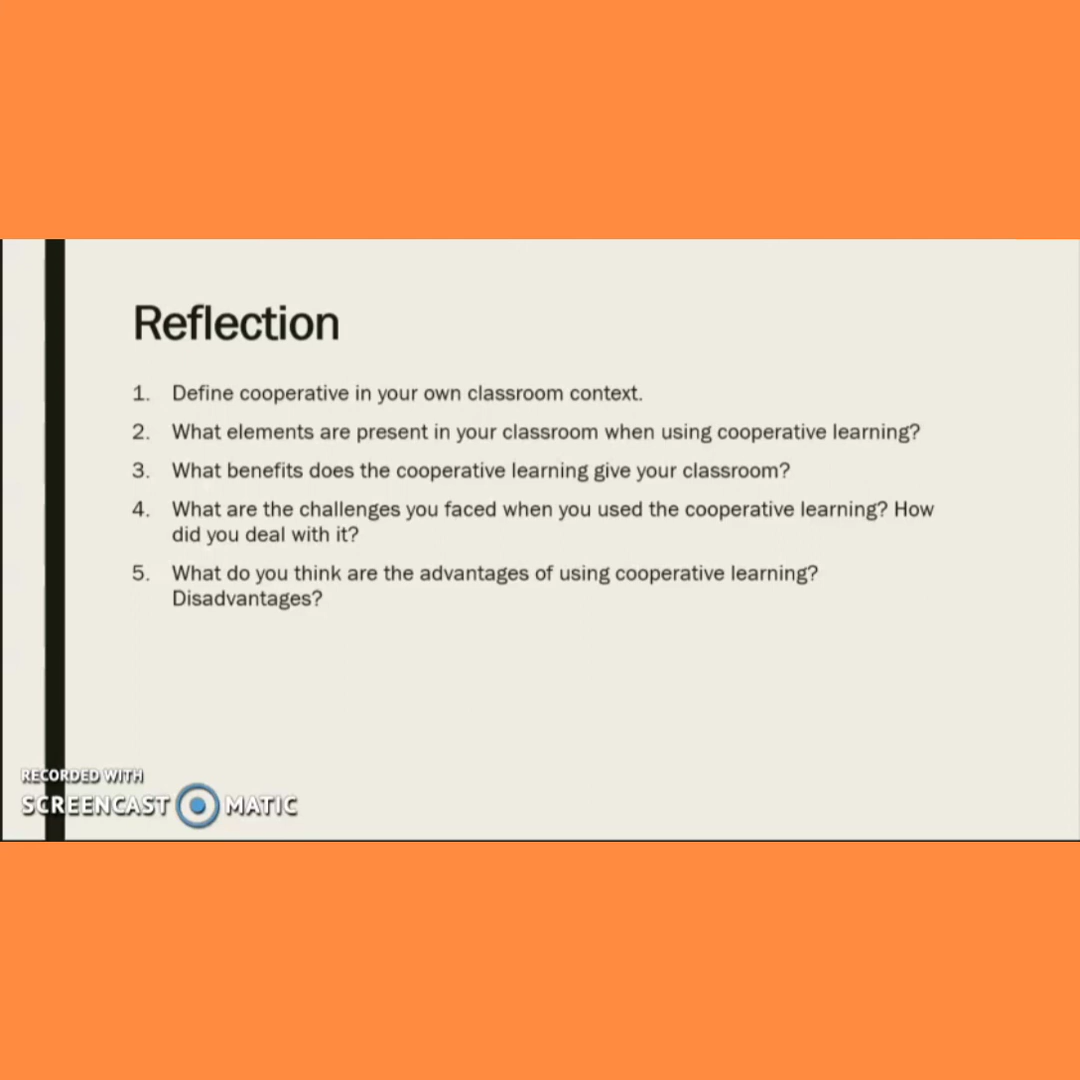 Reflection
1. Define cooperative in your own classroom context.
2. What elements are present in your classroom when using cooperative learning?
3. What benefits does the cooperative learning give your classroom?
4. What are the challenges you faced when you used the cooperative learning? How
did you deal with it?
5. What do you think are the advantages of using cooperative learning?
Disadvantages?
RECORDED WITH
SCREENCAST MATIC